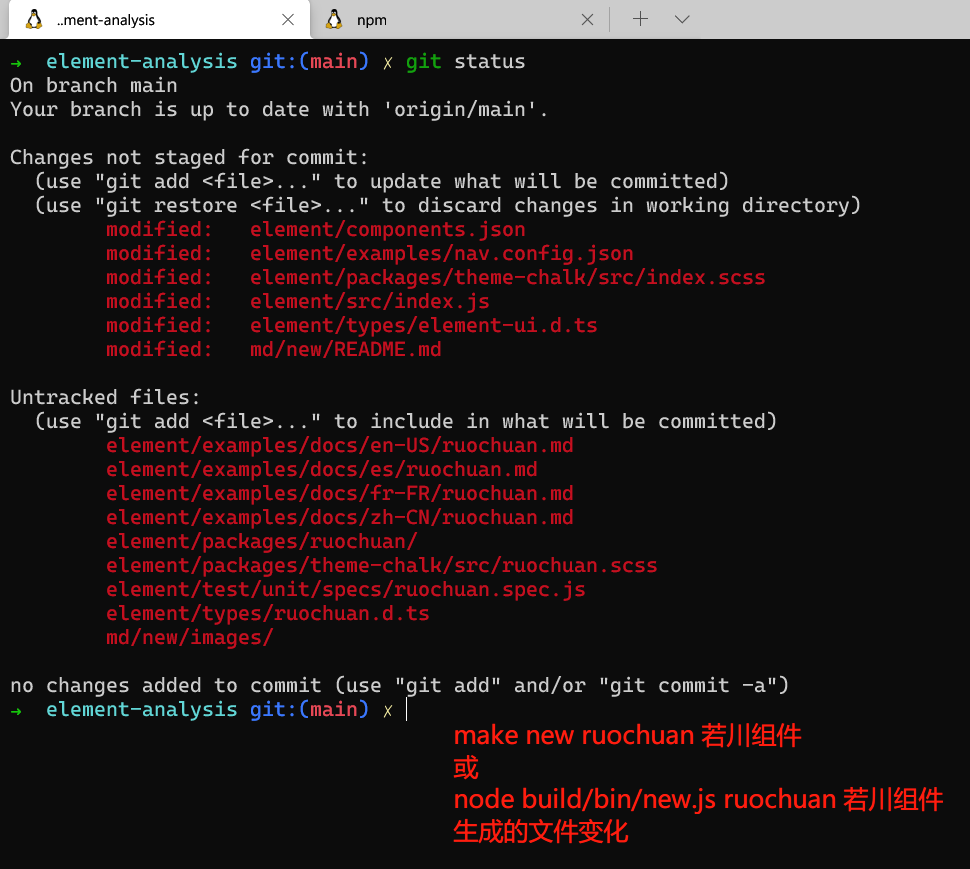 ..ment-analysis
npm
→ element-analysis git:(main) ✗ git status
On branch main
Your branch is up to date with 'origin/main'.
Changes not staged for commit:
(use "git add <file>..." to update what will be committed)
(use "git restore <file>..." to discard changes in working directory)
modified: element/components.json
modified: element/examples/nav.config.json
modified: element/packages/theme-chalk/src/index.scss
modified: element/src/index.js
modified: element/types/element-ui.d.ts
modified: md/new/README.md
Untracked files:
(use "git add <file>..." to include in what will be committed)
element/examples/docs/en-US/ruochuan.md
element/examples/docs/es/ruochuan.md
element/examples/docs/fr-FR/ruochuan.md
element/examples/docs/zh-CN/ruochuan.md
element/packages/ruochuan/
element/packages/theme-chalk/src/ruochuan.scss
element/test/unit/specs/ruochuan.spec.js
element/types/ruochuan.d.ts
md/new/images/
no changes added to commit (use "git add" and/or "git commit -a")
→ element-analysis git:(main) ✗
make new ruochuan 若川组件
或
node build/bin/new.js ruochuan 若川组件
生成的文件变化